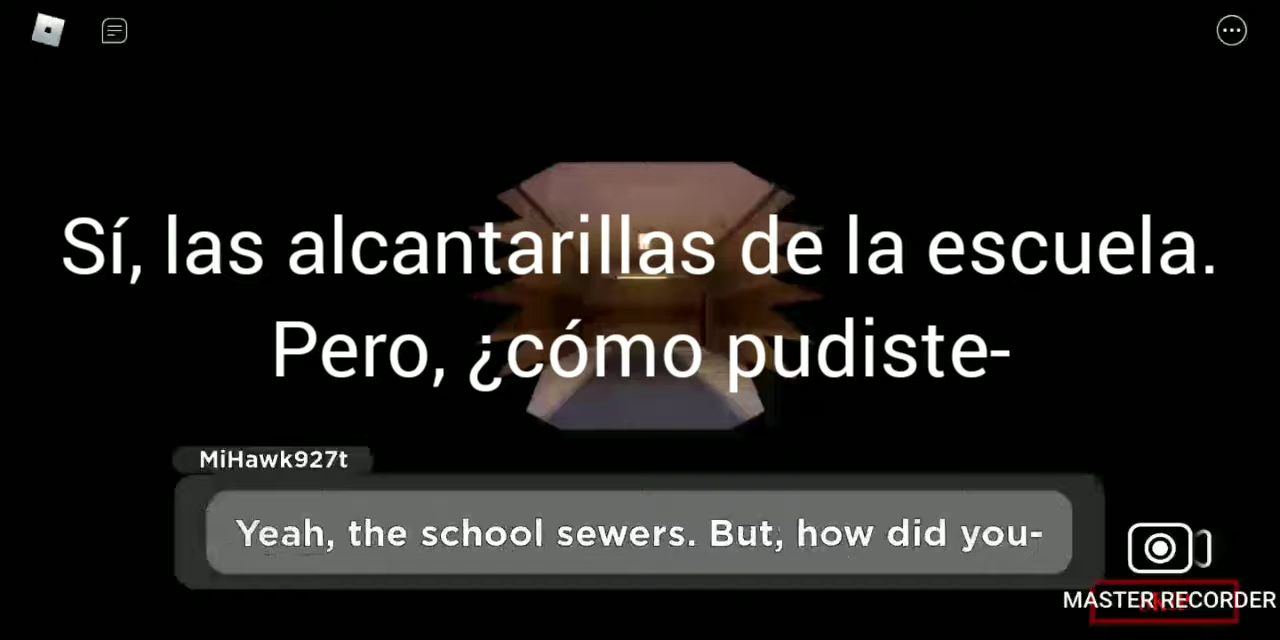 Sí, las alcantarillas de la escuela.
Pero, ¿cómo pudiste-
MiHawk927t
Yeah, the school sewers. But, how did you-
MASTER RECORDER